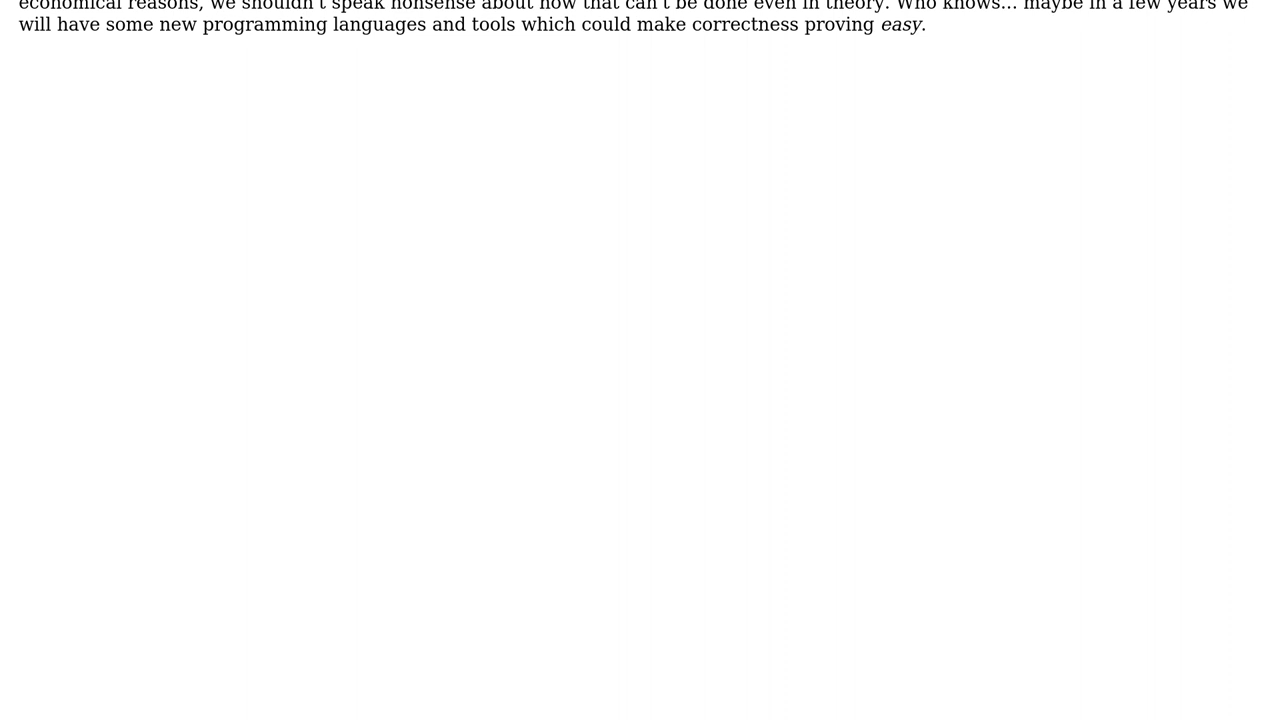 economical reasons, we shouldn't speak nonsense about how that can't be done even in theory. Who knows... maybe in a few years we
will have some new programming languages and tools which could make correctness proving easy.